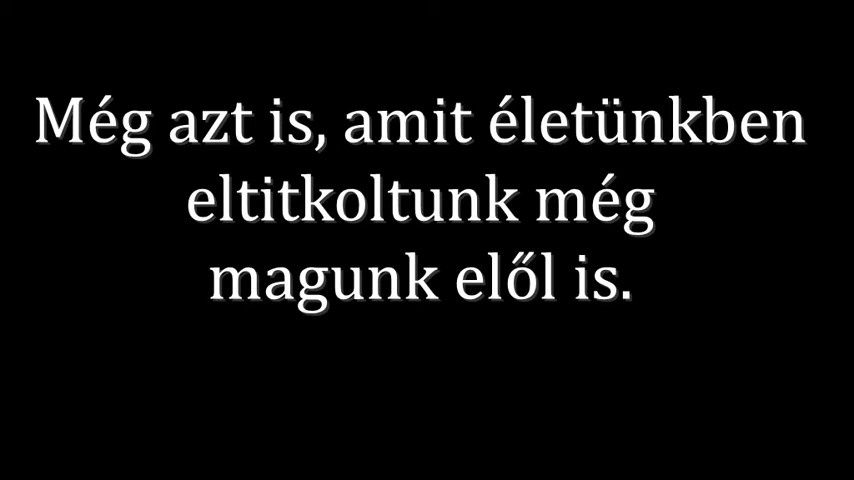 Még azt is, amit életünkben
eltitkoltunk még
magunk elől is.